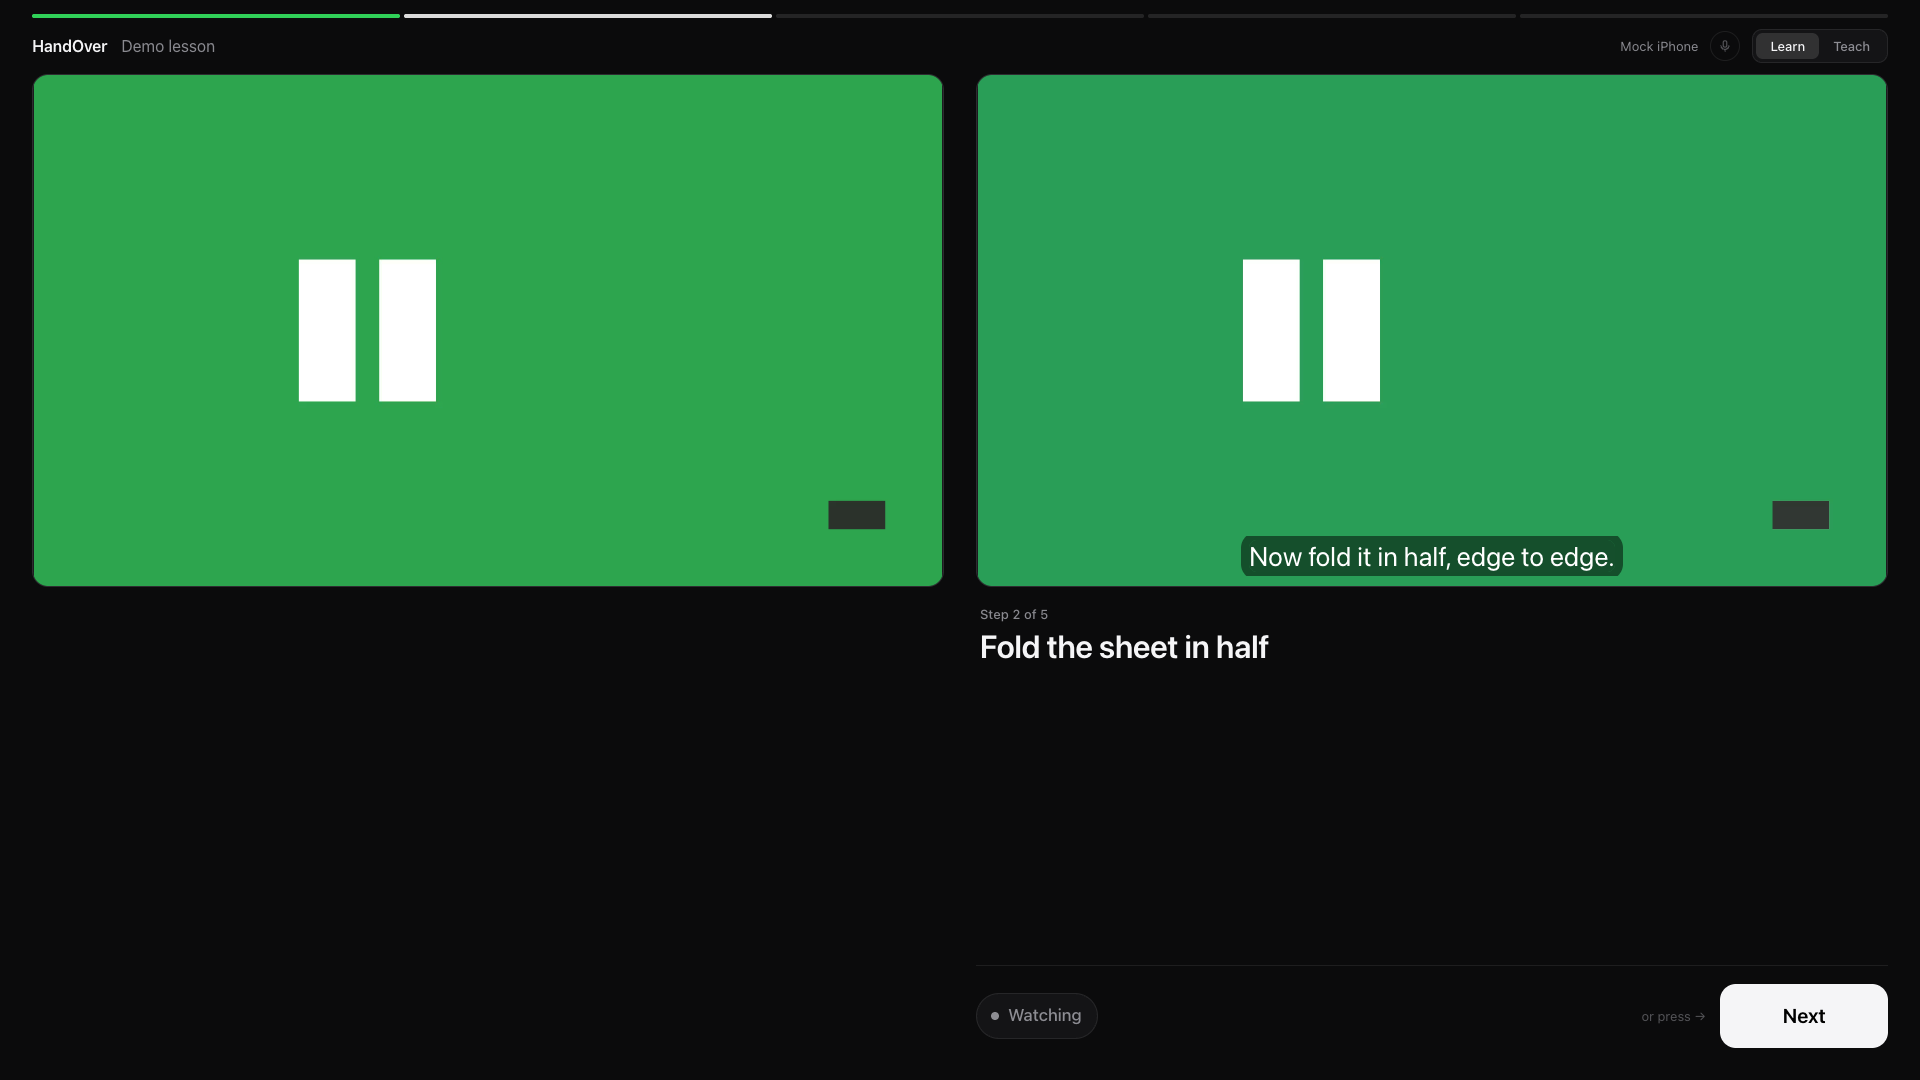 HandOver Demo lesson
Mock iPhone
Learn Teach
Now fold it in half, edge to edge.
Step 2 of 5
Fold the sheet in half
Watching
or press →
Next